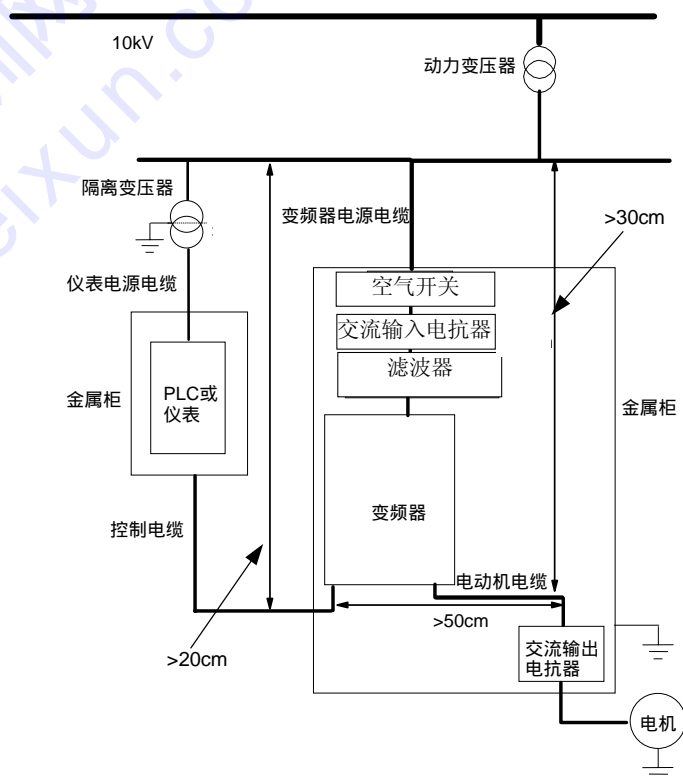 10kV
动力变压器
隔离变压器
变频器电源电缆
>30cm
仪表电源电缆
空气开关
交流输入电抗器
滤波器
金属柜
PLC或
仪表
金属柜
变频器
控制电缆
电动机电缆
>50cm
>20cm
交流输出
电抗器
电机